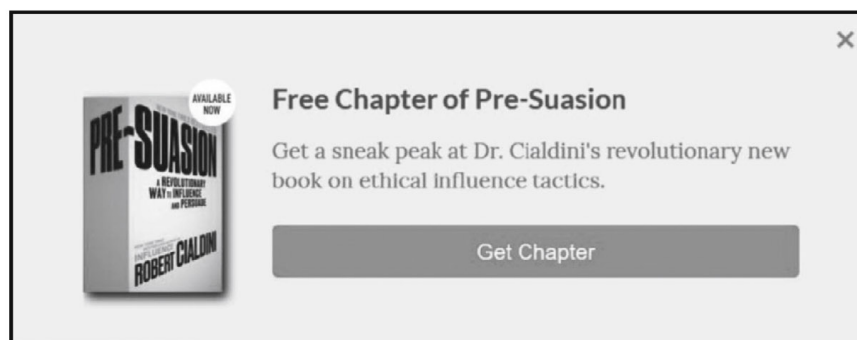 ×
Free Chapter of Pre-Suasion
AVAILABLE
NOW
PRE-SUASION
A REVOLUTIONARY
WAY TO INFLUENCE
AND PERSUADE
INFLUENCE
ROBERT CIALDINI
Get a sneak peak at Dr. Cialdini's revolutionary new
book on ethical influence tactics.
Get Chapter